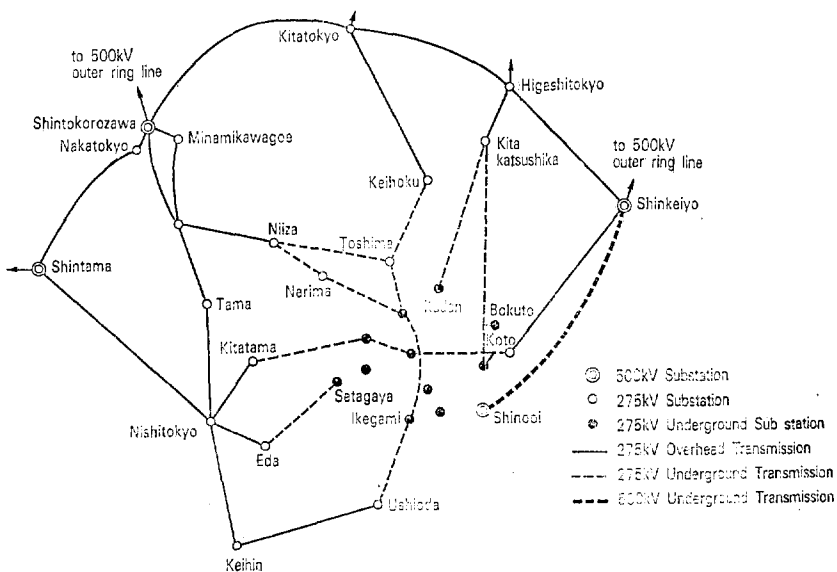 Kitatokyo
to 500kV
outer ring line
Higashitokyo
Shintokorozawa
Minamikawagoe
Nakatokyo
Kita
katsushika
to 500kV
outer ring line
Keihoku
Shinkeiyo
Niiza
Toshima
Shintama
Nerima
Tama
Bokuto
Koto
Kitatama
500kV Substation
275kV Substation
Setagaya
Ikegami
275kV Underground Sub station
Nishitokyo
Eda
275kV Overhead Transmission
275kV Underground Transmission
500kV Underground Transmission
Ushioda
Keihin